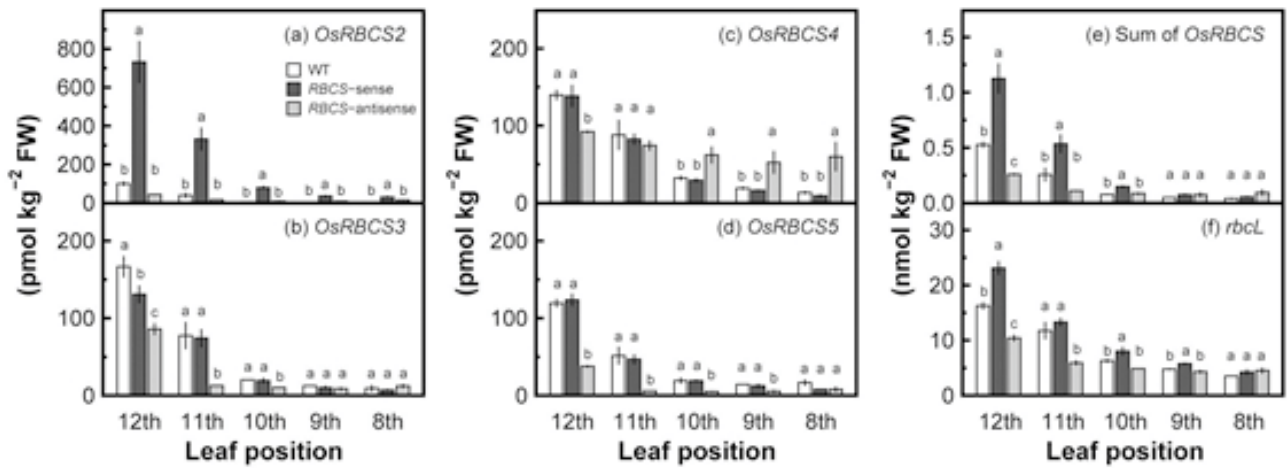 (a) OsRBCS2
800
600
400
200
0
a
b b
a
b b
a
b b
a
b b
a
b b
WT
RBCS-sense
RBCS-antisense
(pmol kg⁻² FW)
(b) OsRBCS3
200
100
0
a
b
c
a a
b
a a b
a a a
a a a
12th 11th 10th 9th 8th
Leaf position
(c) OsRBCS4
200
100
0
a a
b
a a a
b b a
b b a
b b a
(pmol kg⁻² FW)
(d) OsRBCS5
200
100
0
a a
b
a a
b
a a b
a a b
a a a
12th 11th 10th 9th 8th
Leaf position
(e) Sum of OsRBCS
1.5
1.0
0.5
0.0
a
b
c
a
b b
b a b
a a a
a a a
(nmol kg⁻² FW)
(f) rbcL
30
20
10
0
a
b
c
a a
b
b a b
b a b
a a a
12th 11th 10th 9th 8th
Leaf position